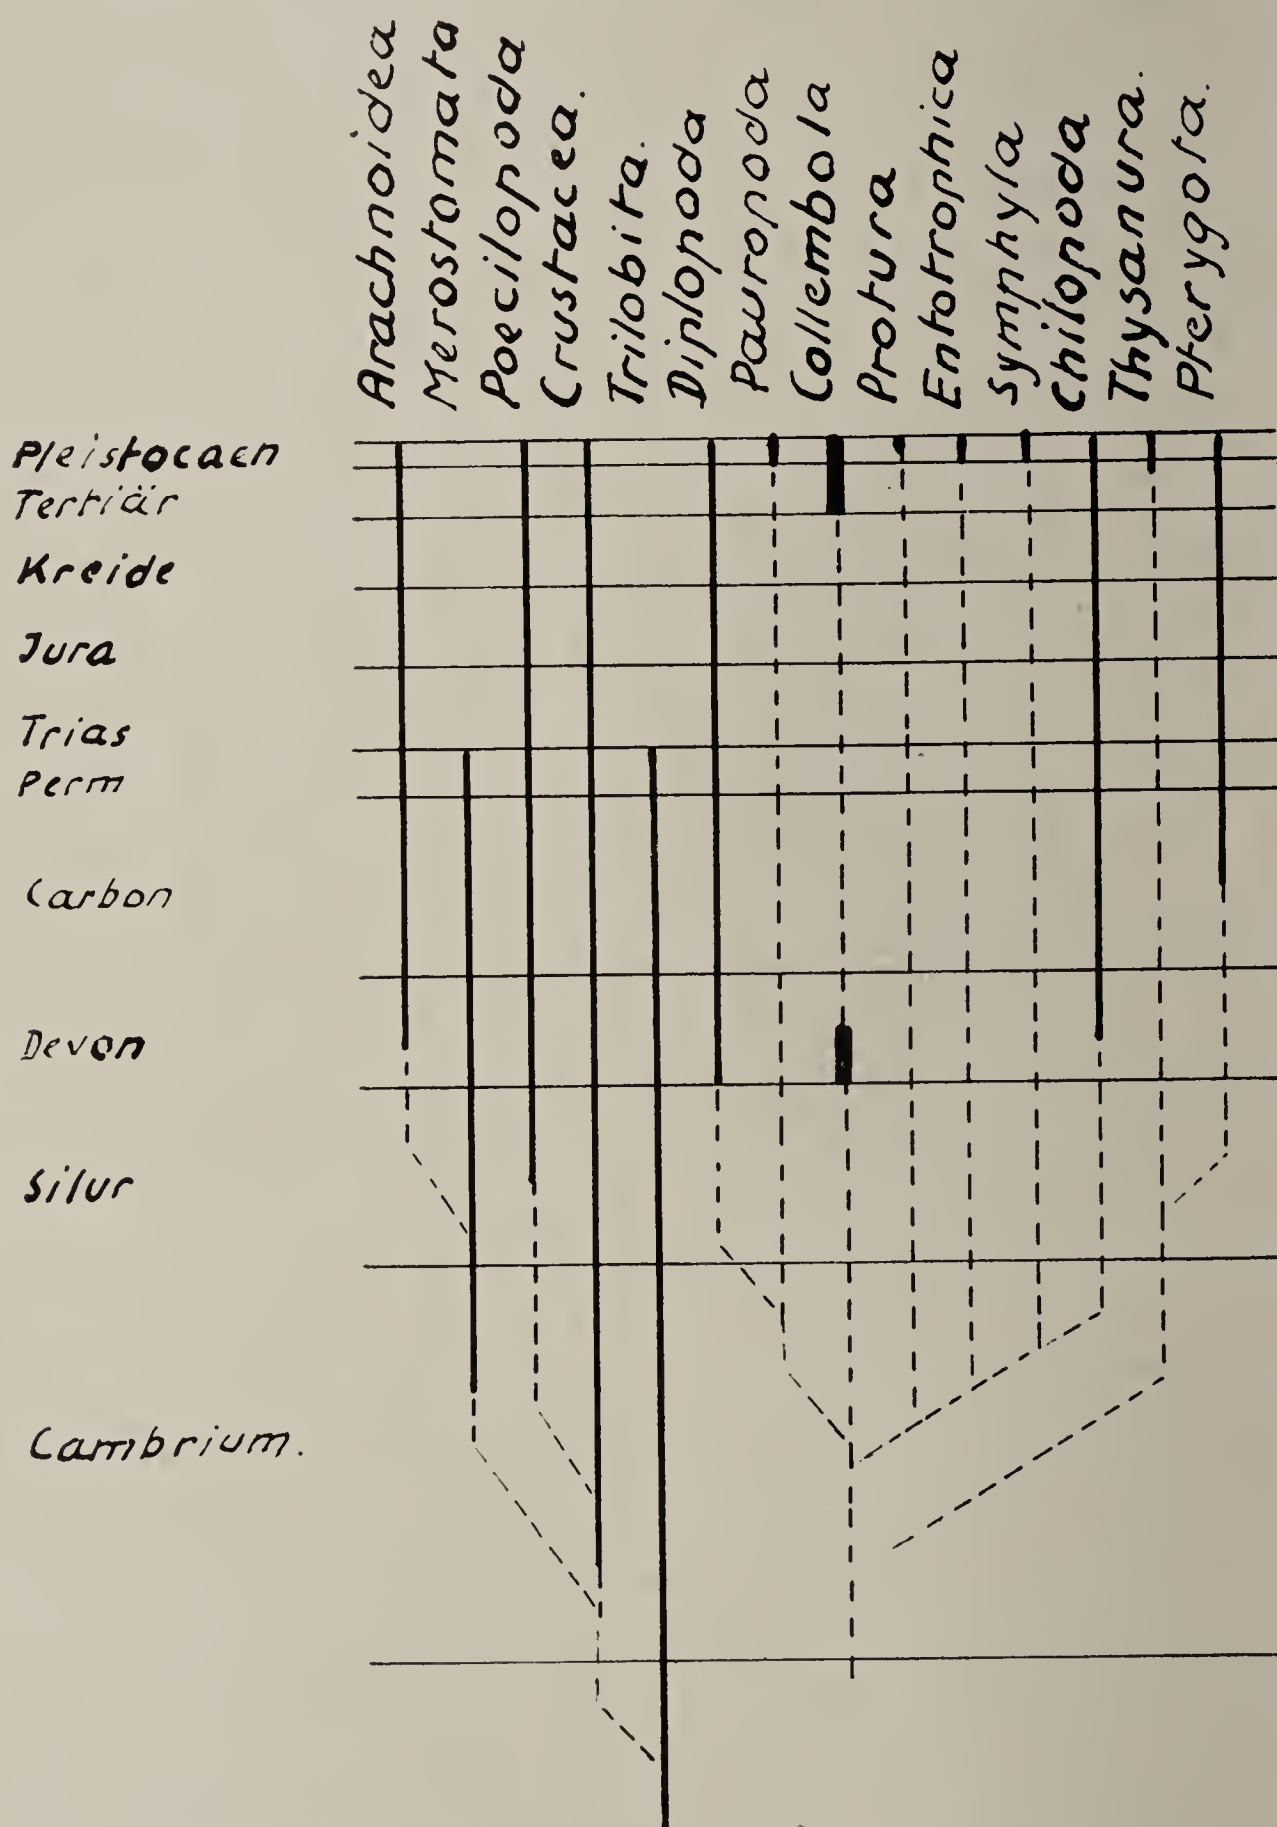 Arachnoidea
Merostomata
Poecilopoda
Crustacea.
Trilobita.
Diplopoda
Pauropoda
Collembola
Protura
Entotrophica
Symphyla
Chilopoda
Thysanura.
Pterygota.
Pleistocaen
Tertiär
Kreide
Jura
Trias
Perm
Carbon
Devon
Silur
Cambrium.